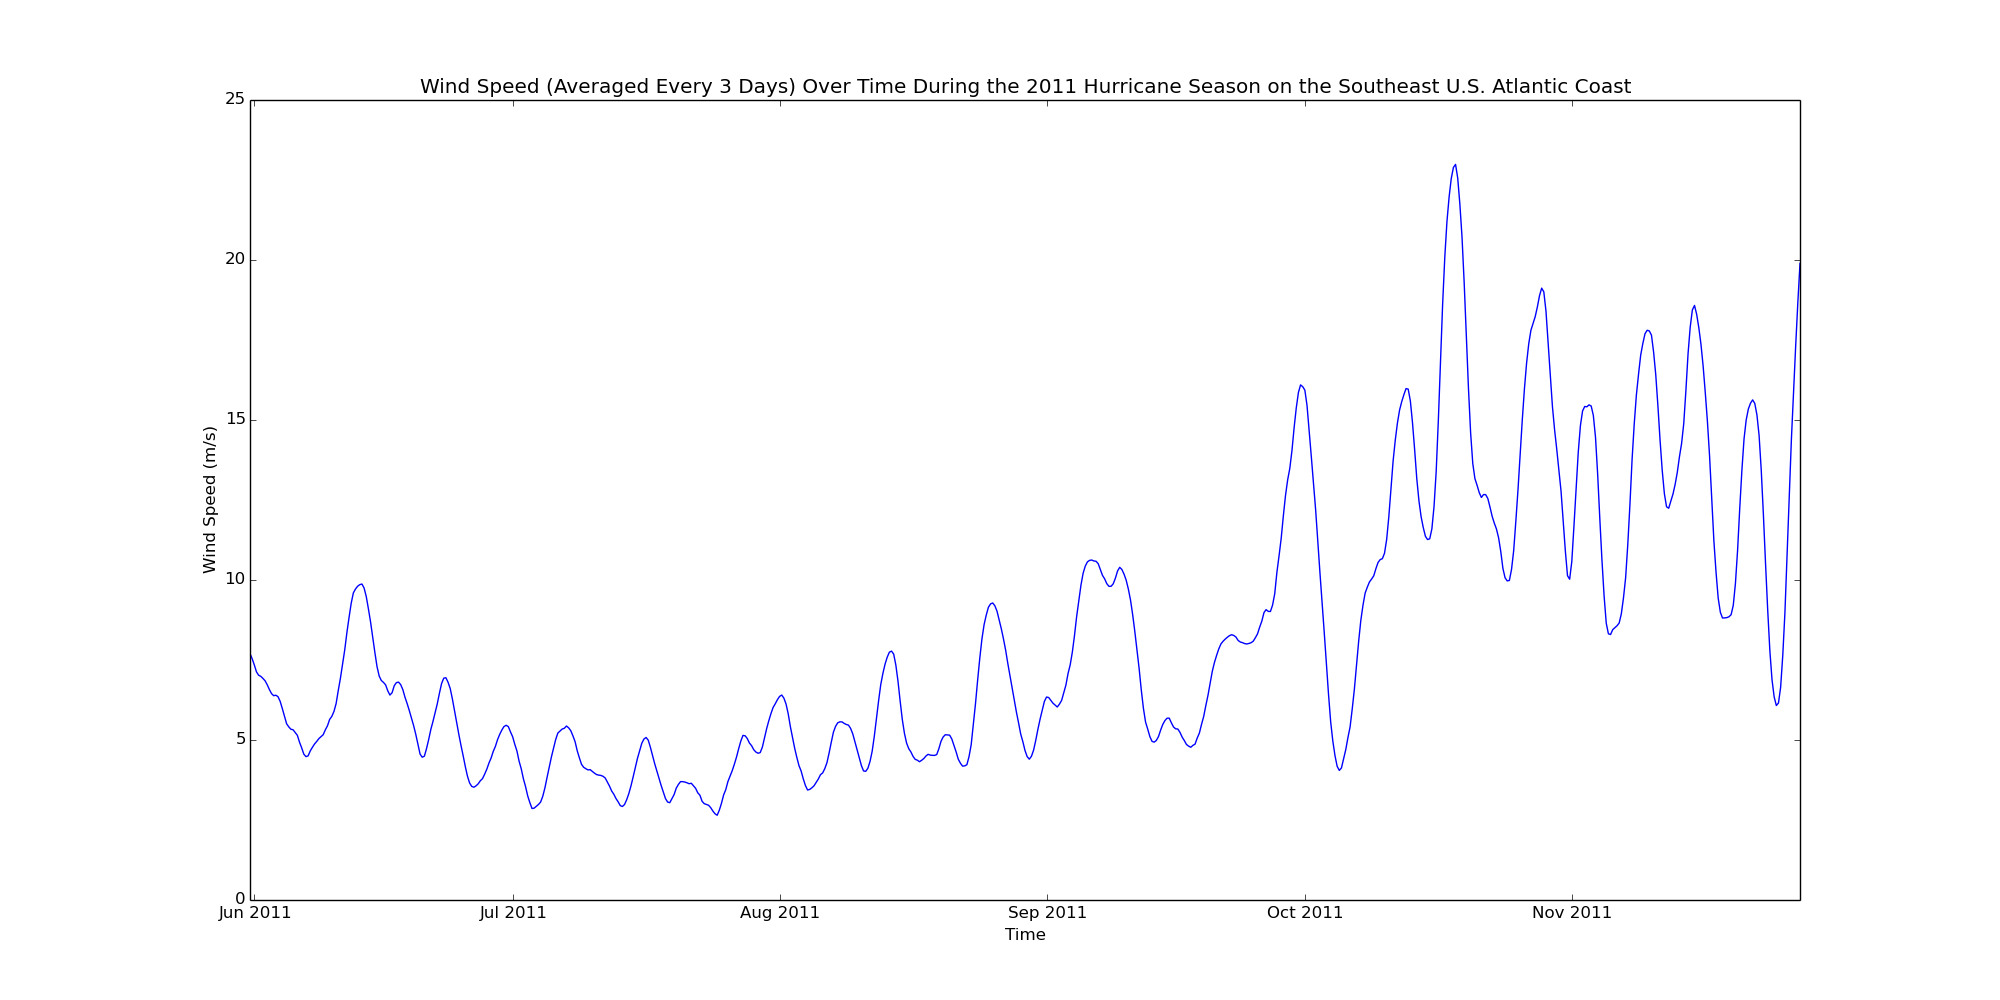 Wind Speed (Averaged Every 3 Days) Over Time During the 2011 Hurricane Season on the Southeast U.S. Atlantic Coast
25
20
15
10
5
0
Wind Speed (m/s)
Jun 2011 Jul 2011 Aug 2011 Sep 2011 Oct 2011 Nov 2011
Time